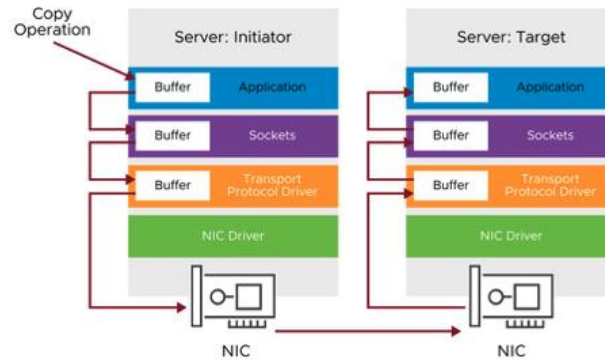 Copy
Operation
Server: Initiator
Buffer
Application
Buffer
Sockets
Buffer
Transport
Protocol Driver
NIC Driver
NIC
Server: Target
Buffer
Application
Buffer
Sockets
Buffer
Transport
Protocol Driver
NIC Driver
NIC